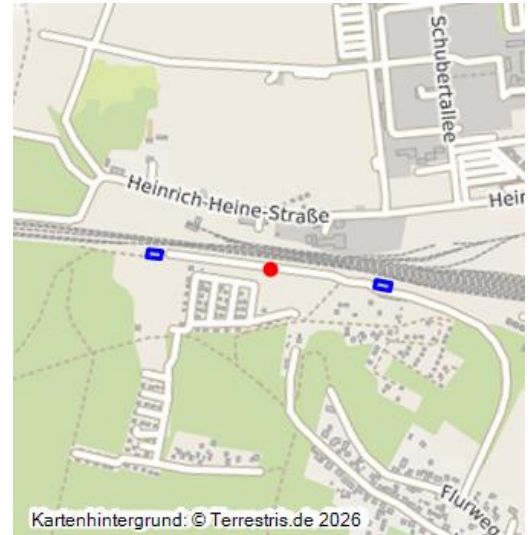 Schubertallee
Heinrich-Heine-Straße
Hein
Flurweg
Kartenhintergrund: © Terrestris.de 2026